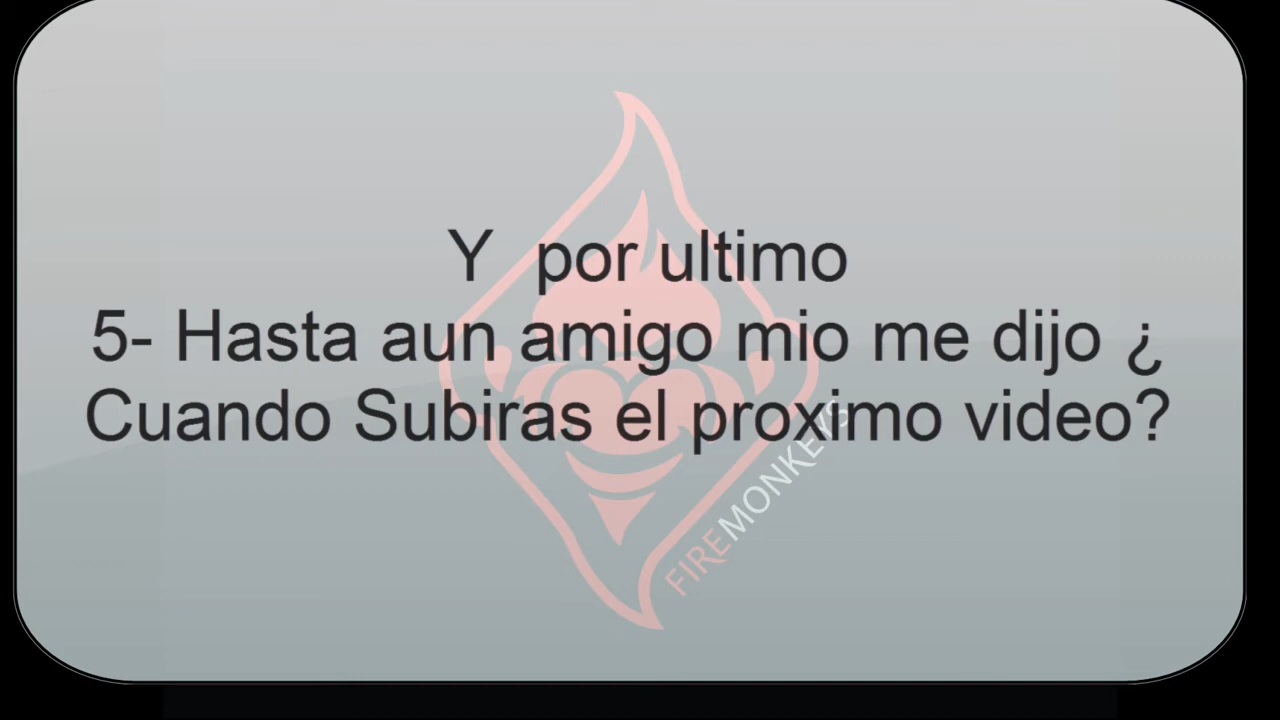 Y por ultimo
5- Hasta aun amigo mio me dijo ¿
Cuando Subiras el proximo video?
FIREMONKEYS